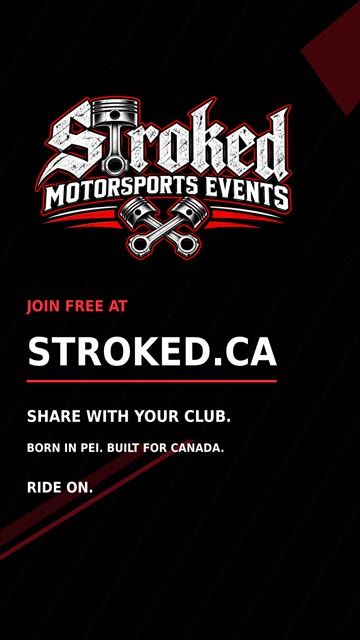 Stroked
MOTORSPORTS EVENTS
JOIN FREE AT
STROKED.CA
SHARE WITH YOUR CLUB.
BORN IN PEI. BUILT FOR CANADA.
RIDE ON.